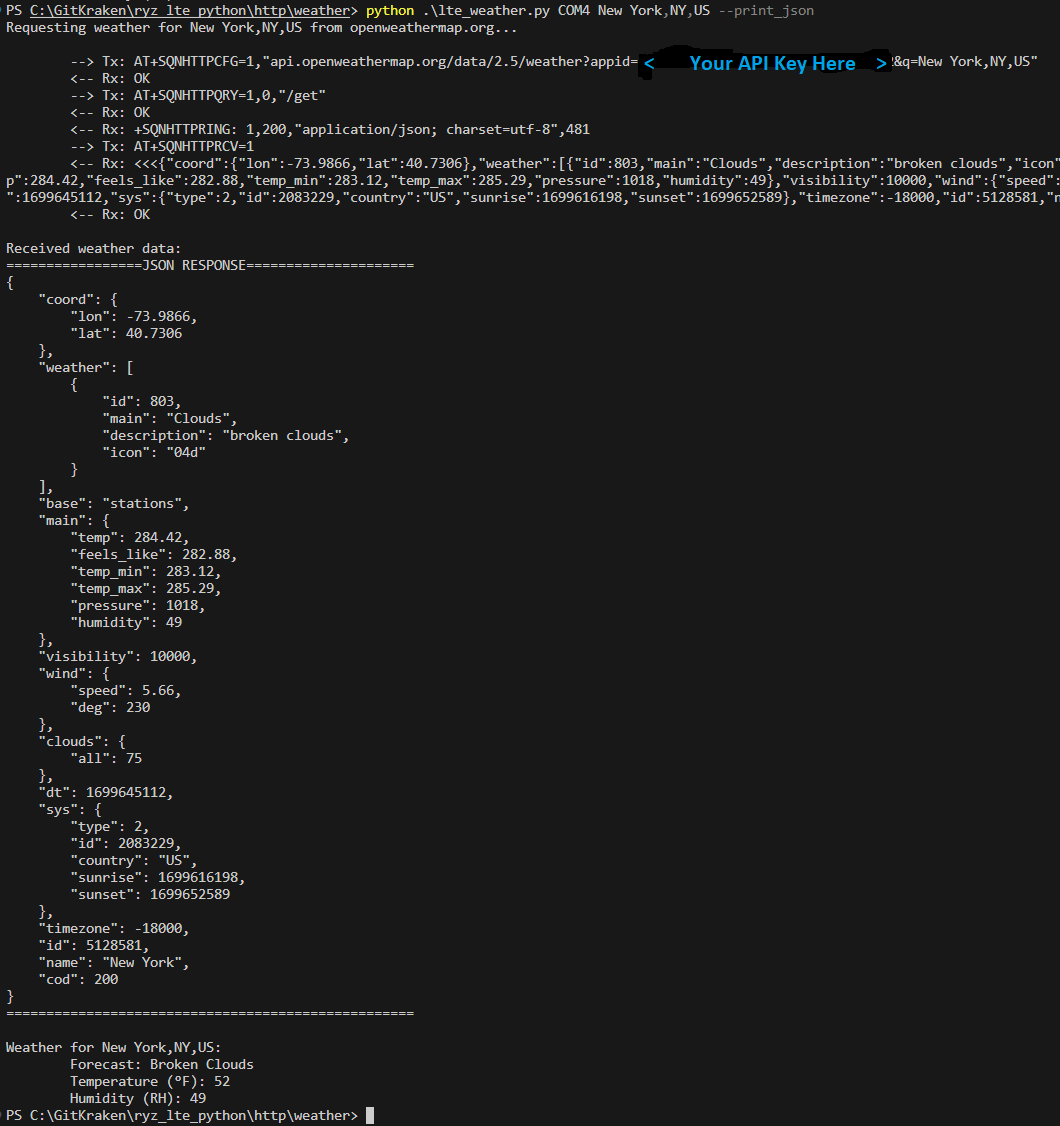 PS C:\GitKraken\ryz_lte_python\http\weather> python .\lte_weather.py COM4 New York,NY,US --print_json
Requesting weather for New York,NY,US from openweathermap.org...
--> Tx: AT+SQNHTTPCFG=1,"api.openweathermap.org/data/2.5/weather?appid=< Your API Key Here >&q=New York,NY,US"
<-- Rx: OK
--> Tx: AT+SQNHTTPQRY=1,0,"/get"
<-- Rx: OK
<-- Rx: +SQNHTTPRING: 1,200,"application/json; charset=utf-8",481
--> Tx: AT+SQNHTTPRCV=1
<-- Rx: <<<{"coord":{"lon":-73.9866,"lat":40.7306},"weather":[{"id":803,"main":"Clouds","description":"broken clouds","icon"
p":284.42,"feels_like":282.88,"temp_min":283.12,"temp_max":285.29,"pressure":1018,"humidity":49},"visibility":10000,"wind":{"speed":
":1699645112,"sys":{"type":2,"id":2083229,"country":"US","sunrise":1699616198,"sunset":1699652589},"timezone":-18000,"id":5128581,"n
<-- Rx: OK
Received weather data:
=================JSON RESPONSE=====================
{
    "coord": {
        "lon": -73.9866,
        "lat": 40.7306
    },
    "weather": [
        {
            "id": 803,
            "main": "Clouds",
            "description": "broken clouds",
            "icon": "04d"
        }
    ],
    "base": "stations",
    "main": {
        "temp": 284.42,
        "feels_like": 282.88,
        "temp_min": 283.12,
        "temp_max": 285.29,
        "pressure": 1018,
        "humidity": 49
    },
    "visibility": 10000,
    "wind": {
        "speed": 5.66,
        "deg": 230
    },
    "clouds": {
        "all": 75
    },
    "dt": 1699645112,
    "sys": {
        "type": 2,
        "id": 2083229,
        "country": "US",
        "sunrise": 1699616198,
        "sunset": 1699652589
    },
    "timezone": -18000,
    "id": 5128581,
    "name": "New York",
    "cod": 200
}
===================================================
Weather for New York,NY,US:
        Forecast: Broken Clouds
        Temperature (°F): 52
        Humidity (RH): 49
PS C:\GitKraken\ryz_lte_python\http\weather>